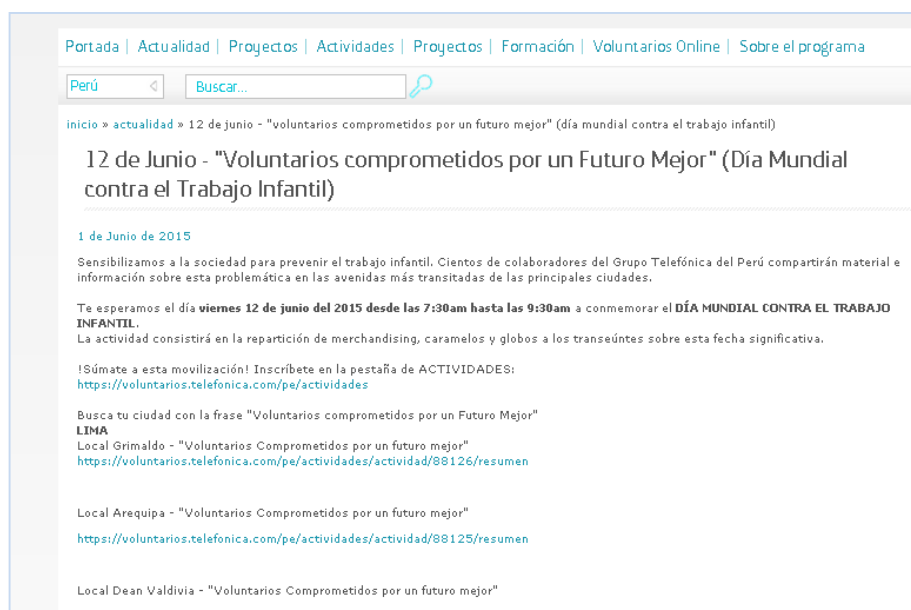 Portada | Actualidad | Proyectos | Actividades | Proyectos | Formación | Voluntarios Online | Sobre el programa
Perú
Buscar...
inicio » actualidad » 12 de junio - "voluntarios comprometidos por un futuro mejor" (día mundial contra el trabajo infantil)
12 de Junio - "Voluntarios comprometidos por un Futuro Mejor" (Día Mundial
contra el Trabajo Infantil)
1 de Junio de 2015
Sensibilizamos a la sociedad para prevenir el trabajo infantil. Cientos de colaboradores del Grupo Telefónica del Perú compartirán material e
información sobre esta problemática en las avenidas más transitadas de las principales ciudades.
Te esperamos el día viernes 12 de junio del 2015 desde las 7:30am hasta las 9:30am a conmemorar el DÍA MUNDIAL CONTRA EL TRABAJO
INFANTIL.
La actividad consistirá en la repartición de merchandising, caramelos y globos a los transeúntes sobre esta fecha significativa.
!Súmate a esta movilización! Inscríbete en la pestaña de ACTIVIDADES:
https://voluntarios.telefonica.com/pe/actividades
Busca tu ciudad con la frase "Voluntarios comprometidos por un Futuro Mejor"
LIMA
Local Grimaldo - "Voluntarios Comprometidos por un futuro mejor"
https://voluntarios.telefonica.com/pe/actividades/actividad/88126/resumen
Local Arequipa - "Voluntarios Comprometidos por un futuro mejor"
https://voluntarios.telefonica.com/pe/actividades/actividad/88125/resumen
Local Dean Valdivia - "Voluntarios Comprometidos por un futuro mejor"